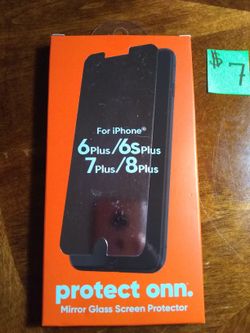 For iPhone®
6Plus/6sPlus
7Plus/8Plus
protect onn.
Mirror Glass Screen Protector
$7